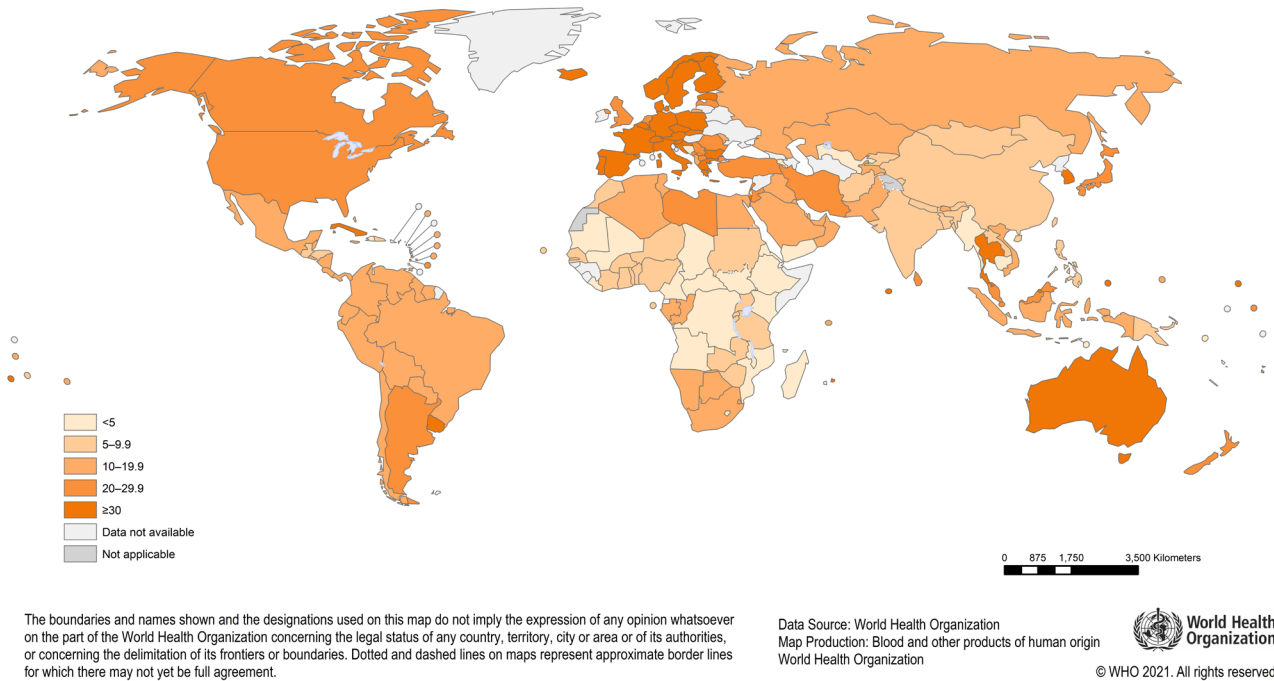 <5
5–9.9
10–19.9
20–29.9
≥30
Data not available
Not applicable
0 875 1,750 3,500 Kilometers
The boundaries and names shown and the designations used on this map do not imply the expression of any opinion whatsoever
on the part of the World Health Organization concerning the legal status of any country, territory, city or area or of its authorities,
or concerning the delimitation of its frontiers or boundaries. Dotted and dashed lines on maps represent approximate border lines
for which there may not yet be full agreement.
Data Source: World Health Organization
Map Production: Blood and other products of human origin
World Health Organization
World Health
Organization
© WHO 2021. All rights reserved